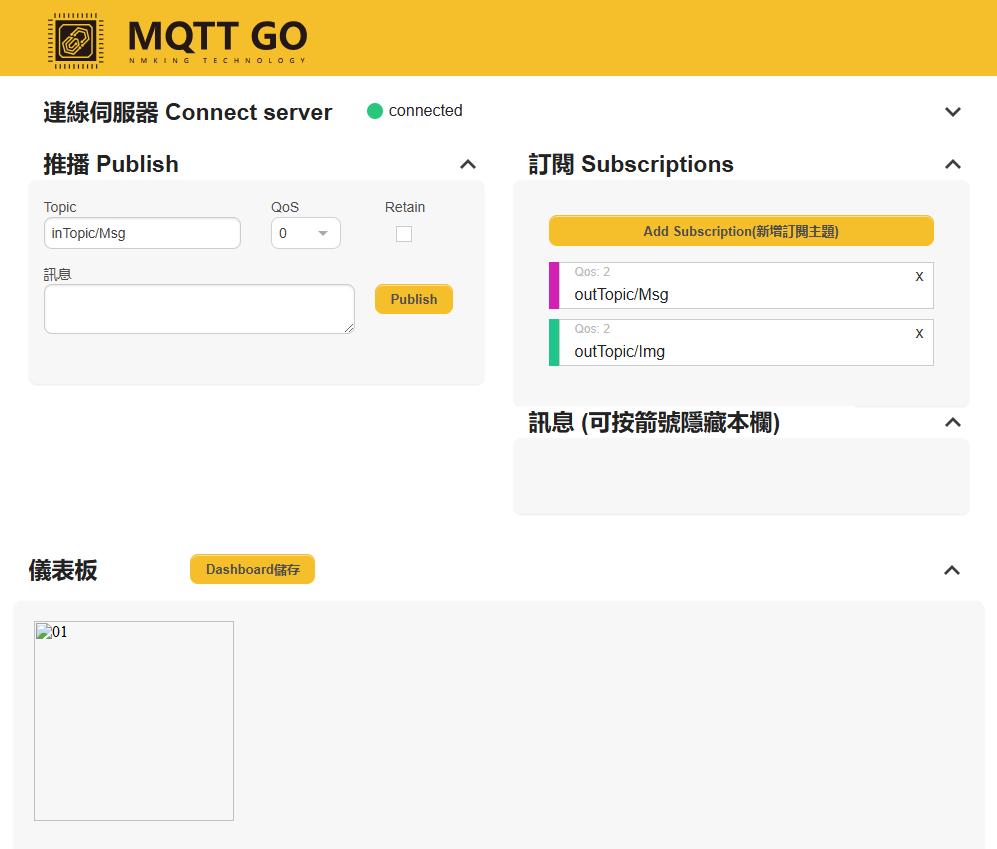 MQTT GO
NMKING TECHNOLOGY
連線伺服器 Connect server
connected
推播 Publish
Topic
QoS
Retain
inTopic/Msg
0
訊息
Publish
訂閱 Subscriptions
Add Subscription(新增訂閱主題)
Qos: 2
x
outTopic/Msg
Qos: 2
x
outTopic/Img
訊息 (可按箭號隱藏本欄)
儀表板
Dashboard儲存
01